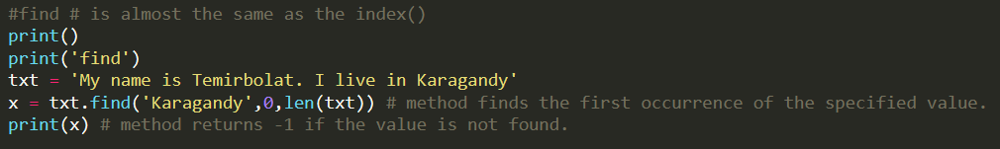 #find # is almost the same as the index()
print()
print('find')
txt = 'My name is Temirbolat. I live in Karagandy'
x = txt.find('Karagandy',0,len(txt)) # method finds the first occurrence of the specified value.
print(x) # method returns -1 if the value is not found.